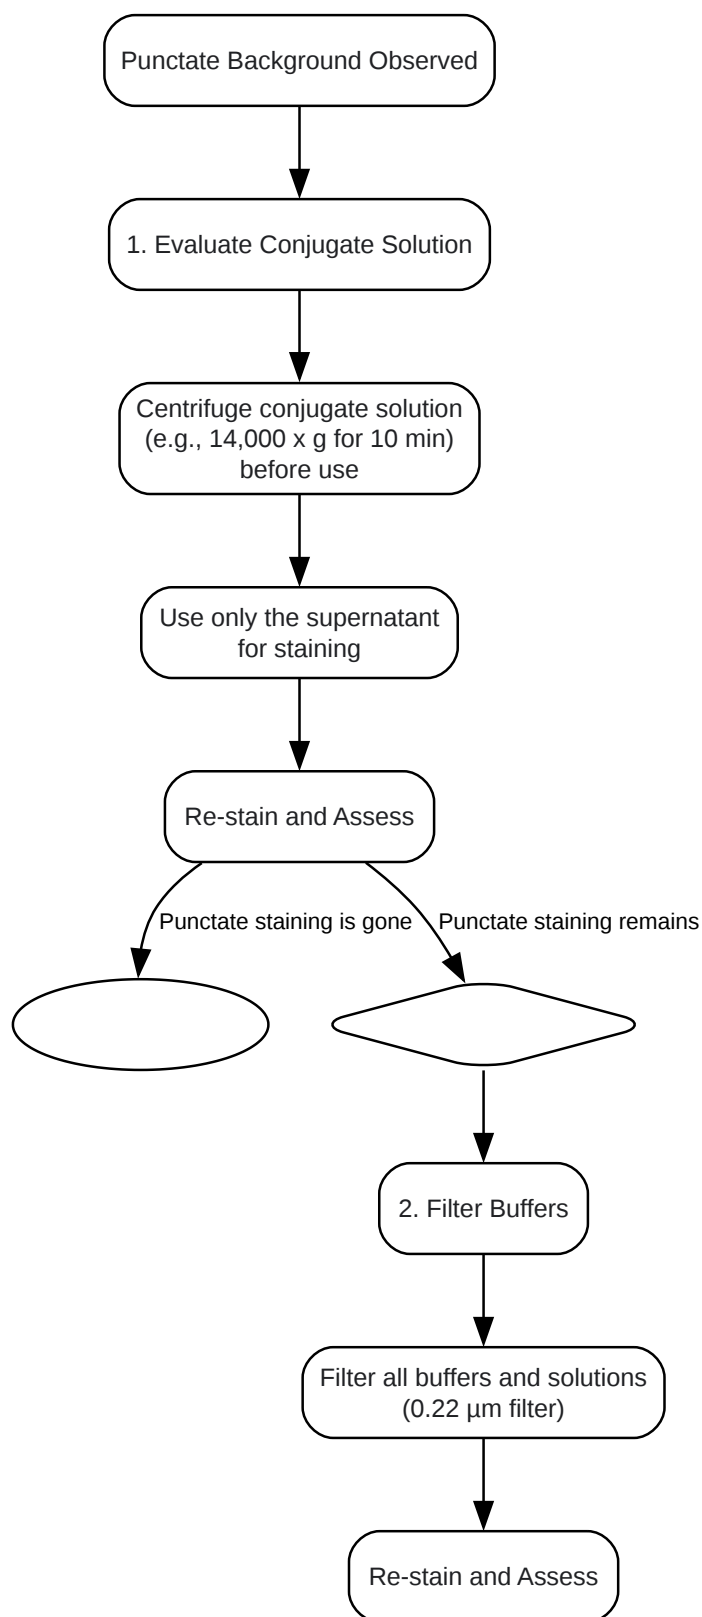 Punctate Background Observed
1. Evaluate Conjugate Solution
Centrifuge conjugate solution
(e.g., 14,000 x g for 10 min)
before use
Use only the supernatant
for staining
Re-stain and Assess
Punctate staining is gone
Punctate staining remains
2. Filter Buffers
Filter all buffers and solutions
(0.22 µm filter)
Re-stain and Assess